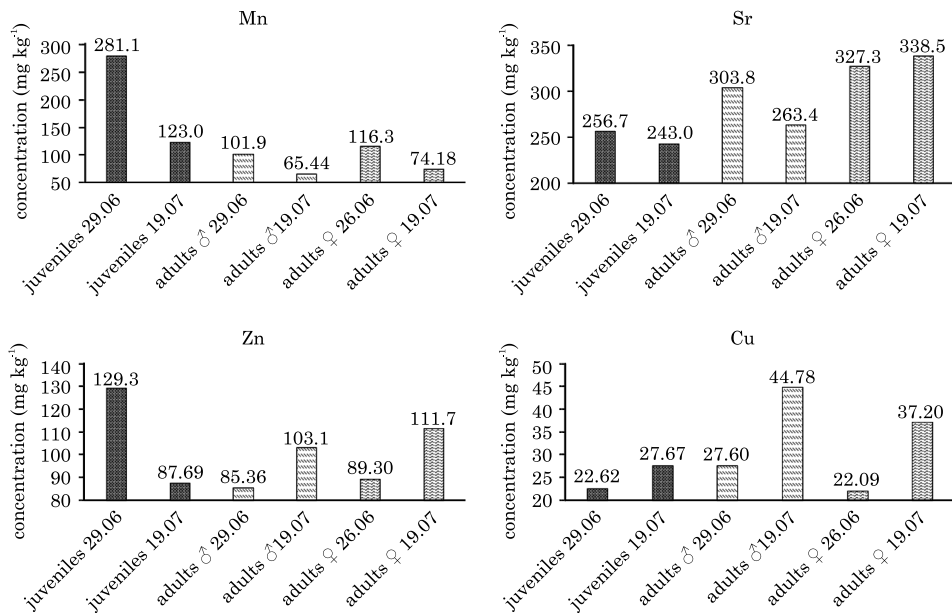 Mn
concentration (mg kg⁻¹)
300
250
200
150
100
50
281.1
123.0
101.9
65.44
116.3
74.18
juveniles 29.06
juveniles 19.07
adults ♂ 29.06
adults ♂19.07
adults ♀ 26.06
adults ♀ 19.07
Sr
concentration (mg kg⁻¹)
350
300
250
200
256.7
243.0
303.8
263.4
327.3
338.5
juveniles 29.06
juveniles 19.07
adults ♂ 29.06
adults ♂19.07
adults ♀ 26.06
adults ♀ 19.07
Zn
concentration (mg kg⁻¹)
140
130
120
110
100
90
80
129.3
87.69
85.36
103.1
89.30
111.7
juveniles 29.06
juveniles 19.07
adults ♂ 29.06
adults ♂19.07
adults ♀ 26.06
adults ♀ 19.07
Cu
concentration (mg kg⁻¹)
50
45
40
35
30
25
20
22.62
27.67
27.60
44.78
22.09
37.20
juveniles 29.06
juveniles 19.07
adults ♂ 29.06
adults ♂ 19.07
adults ♀ 26.06
adults ♀ 19.07